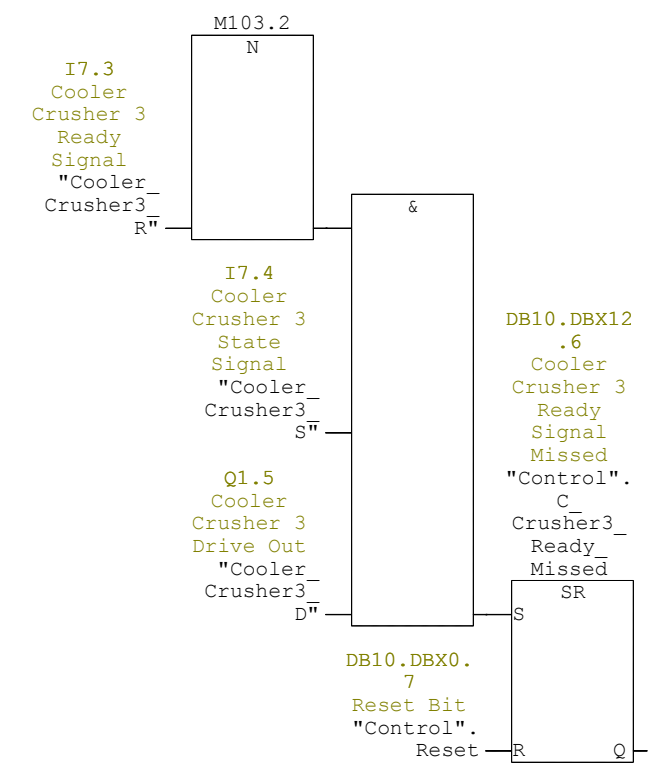 M103.2
N
I7.3
Cooler
Crusher 3
Ready
Signal
"Cooler_
Crusher3_
R"
&
I7.4
Cooler
Crusher 3
State
Signal
"Cooler_
Crusher3_
S"
Q1.5
Cooler
Crusher 3
Drive Out
"Cooler_
Crusher3_
D"
DB10.DBX12
.6
Cooler
Crusher 3
Ready
Signal
Missed
"Control".
C_
Crusher3_
Ready_
Missed
SR
S
DB10.DBX0.
7
Reset Bit
"Control".
Reset
R Q